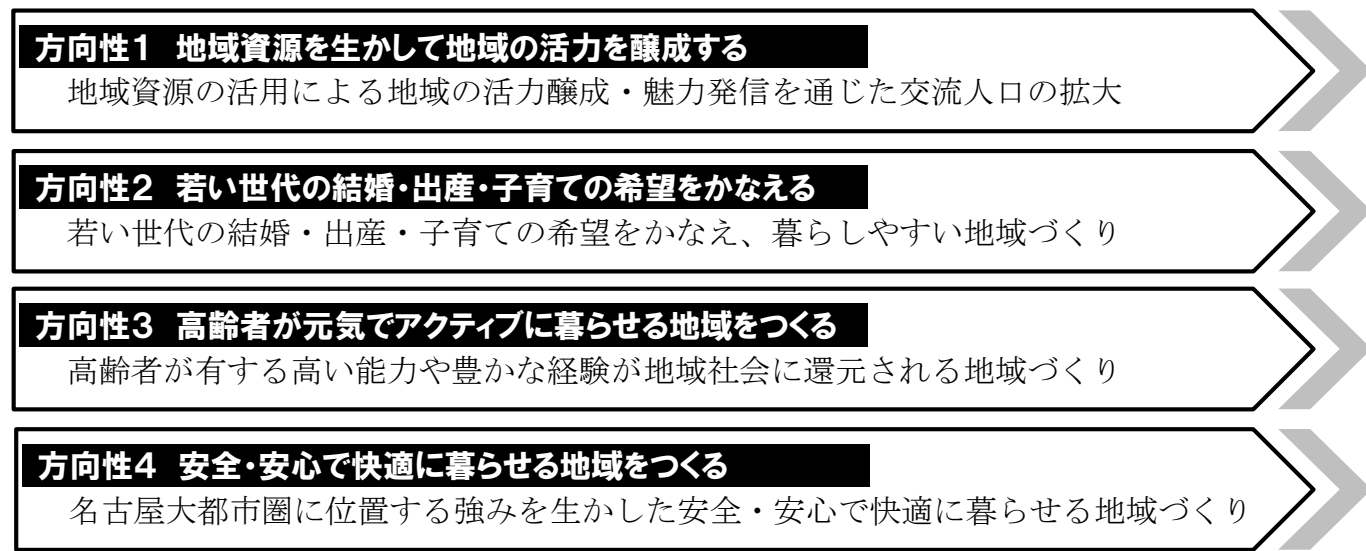 方向性1 地域資源を生かして地域の活力を醸成する
地域資源の活用による地域の活力醸成・魅力発信を通じた交流人口の拡大
方向性2 若い世代の結婚・出産・子育ての希望をかなえる
若い世代の結婚・出産・子育ての希望をかなえ、暮らしやすい地域づくり
方向性3 高齢者が元気でアクティブに暮らせる地域をつくる
高齢者が有する高い能力や豊かな経験が地域社会に還元される地域づくり
方向性4 安全・安心で快適に暮らせる地域をつくる
名古屋大都市圏に位置する強みを生かした安全・安心で快適に暮らせる地域づくり